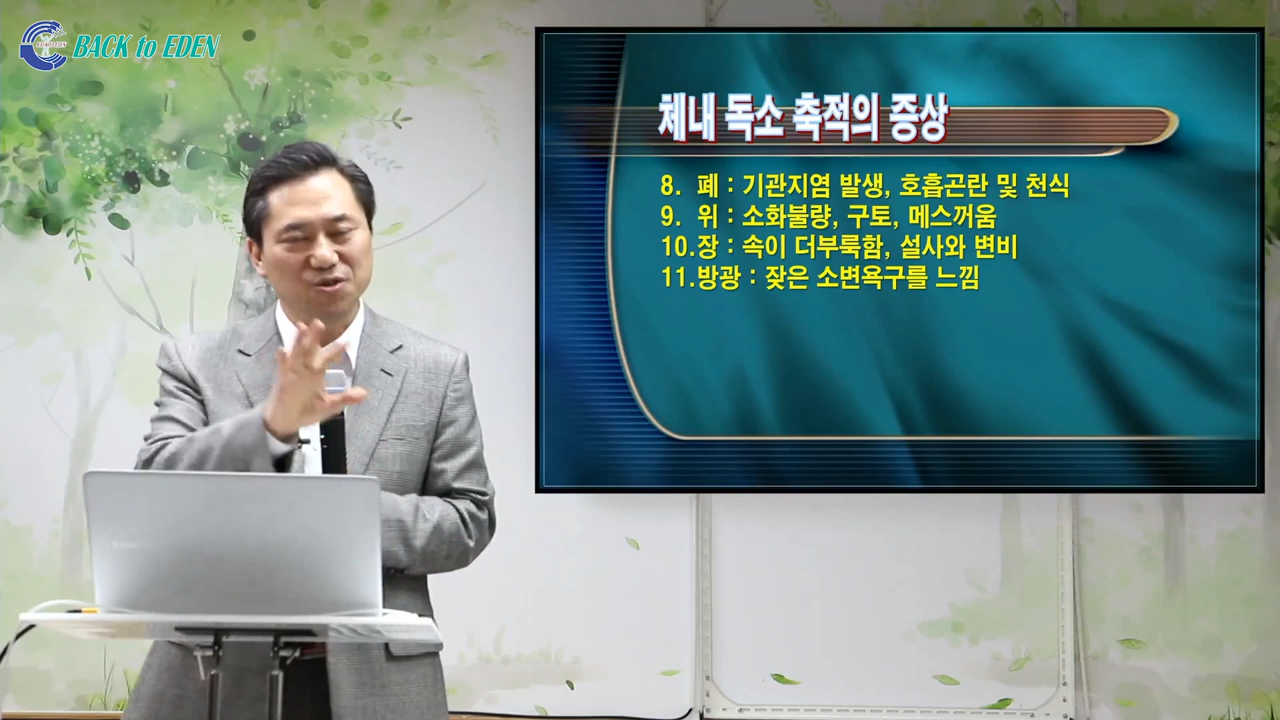 BACK to EDEN
체내 독소 축적의 증상
8. 폐 : 기관지염 발생, 호흡곤란 및 천식
9. 위 : 소화불량, 구토, 메스꺼움
10.장 : 속이 더부룩함, 설사와 변비
11.방광 : 잦은 소변욕구를 느낌